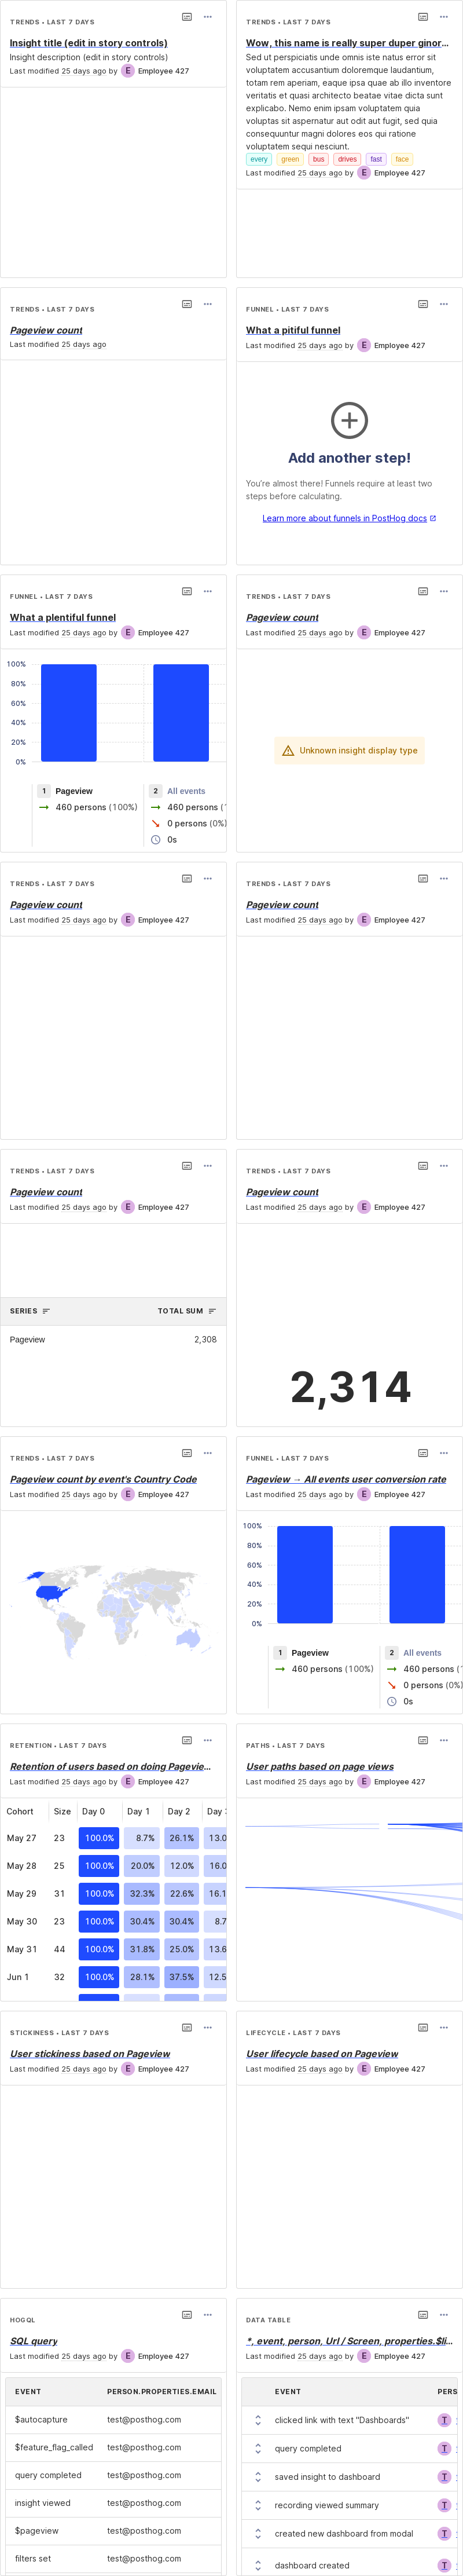 TRENDS • LAST 7 DAYS
Insight title (edit in story controls)
Insight description (edit in story controls)
Last modified 25 days ago by E Employee 427
TRENDS • LAST 7 DAYS
Wow, this name is really super duper ginor...
Sed ut perspiciatis unde omnis iste natus error sit
voluptatem accusantium doloremque laudantium,
totam rem aperiam, eaque ipsa quae ab illo inventore
veritatis et quasi architecto beatae vitae dicta sunt
explicabo. Nemo enim ipsam voluptatem quia
voluptas sit aspernatur aut odit aut fugit, sed quia
consequuntur magni dolores eos qui ratione
voluptatem sequi nesciunt.
every green bus drives fast face
Last modified 25 days ago by E Employee 427
TRENDS • LAST 7 DAYS
Pageview count
Last modified 25 days ago
FUNNEL • LAST 7 DAYS
What a pitiful funnel
Last modified 25 days ago by E Employee 427
Add another step!
You're almost there! Funnels require at least two
steps before calculating.
Learn more about funnels in PostHog docs
FUNNEL • LAST 7 DAYS
What a plentiful funnel
Last modified 25 days ago by E Employee 427
100%
80%
60%
40%
20%
0%
1 Pageview
460 persons (100%)
2 All events
460 persons (1
0 persons (0%)
0s
TRENDS • LAST 7 DAYS
Pageview count
Last modified 25 days ago by E Employee 427
Unknown insight display type
TRENDS • LAST 7 DAYS
Pageview count
Last modified 25 days ago by E Employee 427
TRENDS • LAST 7 DAYS
Pageview count
Last modified 25 days ago by E Employee 427
TRENDS • LAST 7 DAYS
Pageview count
Last modified 25 days ago by E Employee 427
SERIES TOTAL SUM
Pageview 2,308
TRENDS • LAST 7 DAYS
Pageview count
Last modified 25 days ago by E Employee 427
2,314
TRENDS • LAST 7 DAYS
Pageview count by event's Country Code
Last modified 25 days ago by E Employee 427
FUNNEL • LAST 7 DAYS
Pageview → All events user conversion rate
Last modified 25 days ago by E Employee 427
100%
80%
60%
40%
20%
0%
1 Pageview
460 persons (100%)
2 All events
460 persons (1
0 persons (0%)
0s
RETENTION • LAST 7 DAYS
Retention of users based on doing Pagevie...
Last modified 25 days ago by E Employee 427
Cohort Size Day 0 Day 1 Day 2 Day 3
May 27 23 100.0% 8.7% 26.1% 13.0
May 28 25 100.0% 20.0% 12.0% 16.0
May 29 31 100.0% 32.3% 22.6% 16.1
May 30 23 100.0% 30.4% 30.4% 8.7
May 31 44 100.0% 31.8% 25.0% 13.6
Jun 1 32 100.0% 28.1% 37.5% 12.5
PATHS • LAST 7 DAYS
User paths based on page views
Last modified 25 days ago by E Employee 427
STICKINESS • LAST 7 DAYS
User stickiness based on Pageview
Last modified 25 days ago by E Employee 427
LIFECYCLE • LAST 7 DAYS
User lifecycle based on Pageview
Last modified 25 days ago by E Employee 427
HOGQL
SQL query
Last modified 25 days ago by E Employee 427
EVENT PERSON.PROPERTIES.EMAIL
$autocapture test@posthog.com
$feature_flag_called test@posthog.com
query completed test@posthog.com
insight viewed test@posthog.com
$pageview test@posthog.com
filters set test@posthog.com
DATA TABLE
*, event, person, Url / Screen, properties.$li...
Last modified 25 days ago by E Employee 427
EVENT PERS
clicked link with text "Dashboards" T
query completed T
saved insight to dashboard T
recording viewed summary T
created new dashboard from modal T
dashboard created T